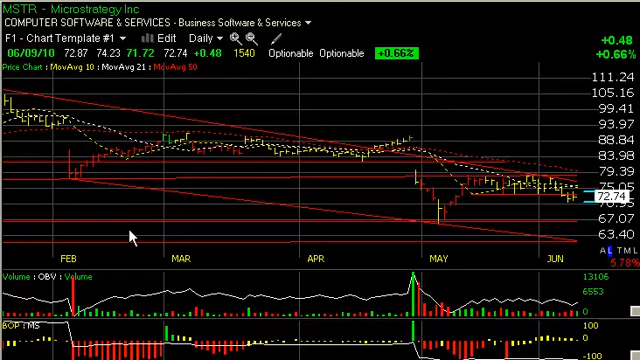 MSTR - Microstrategy Inc
COMPUTER SOFTWARE & SERVICES - Business Software & Services
F1 - Chart Template #1 Edit Daily
06/09/10 72.87 74.23 71.72 72.74 +0.48 1540 Optionable Optionable +0.66%
+0.48
+0.66%
Price Chart : MovAvg 10 : MovAvg 21 : MovAvg 50
111.24
105.16
99.41
93.97
88.84
83.98
79.39
75.05
72.74
70.95
67.07
63.40
A L TML
FEB MAR APR MAY JUN
5.78%
Volume : OBV : Volume
13106
6553
0
BOP : MS
100
0
-100